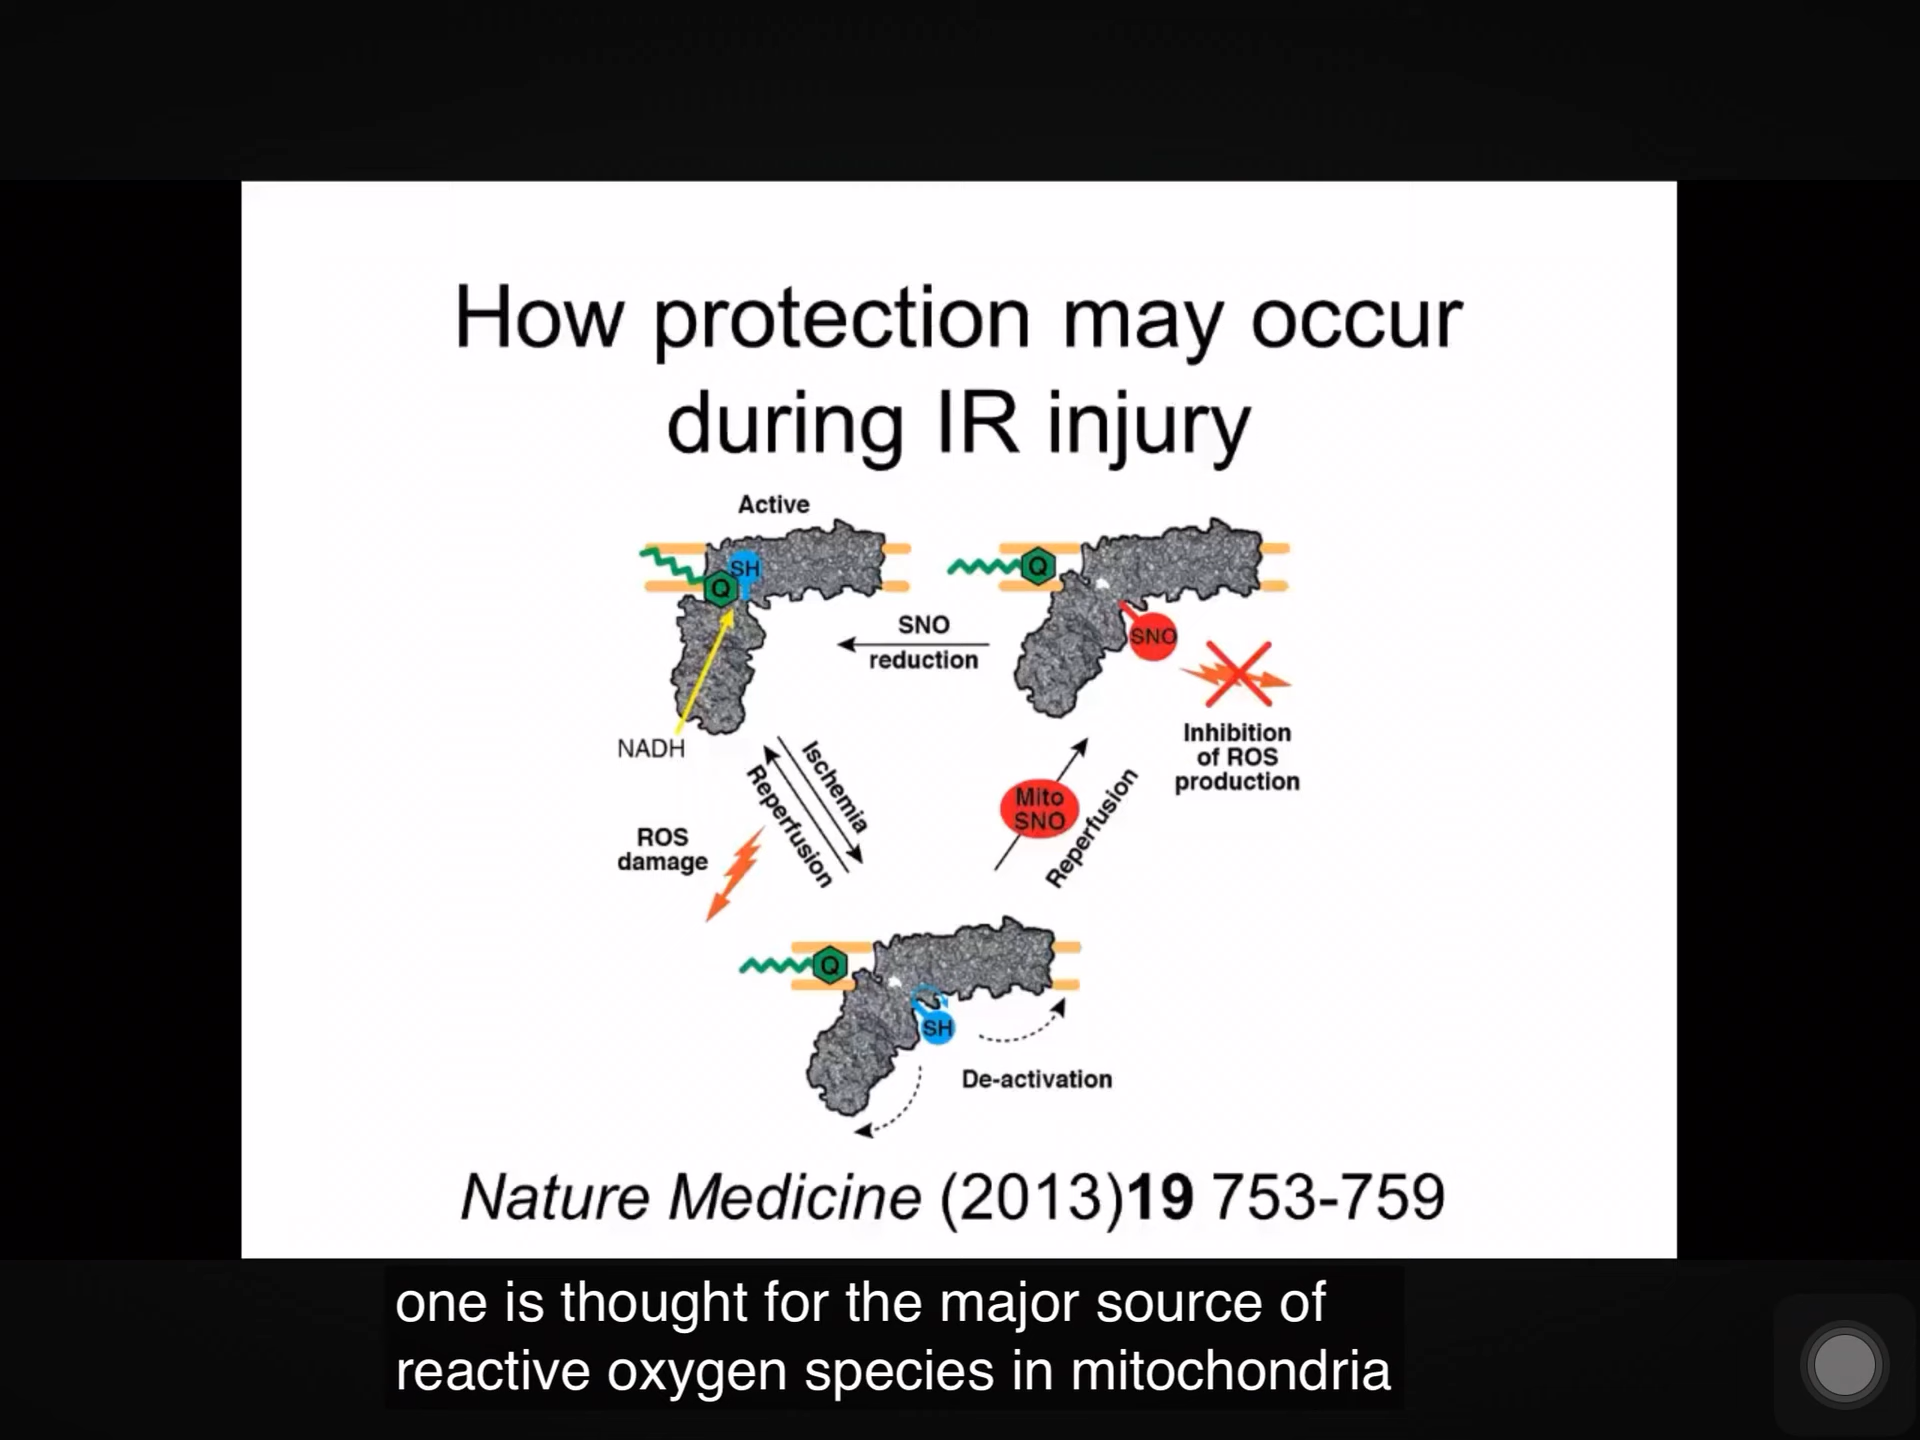 How protection may occur
during IR injury
Active
Q
SH
NADH
SNO
reduction
Q
SNO
Inhibition
of ROS
production
Ischemia
Reperfusion
ROS
damage
Mito
SNO
Reperfusion
Q
SH
De-activation
Nature Medicine (2013)19 753-759
one is thought for the major source of
reactive oxygen species in mitochondria